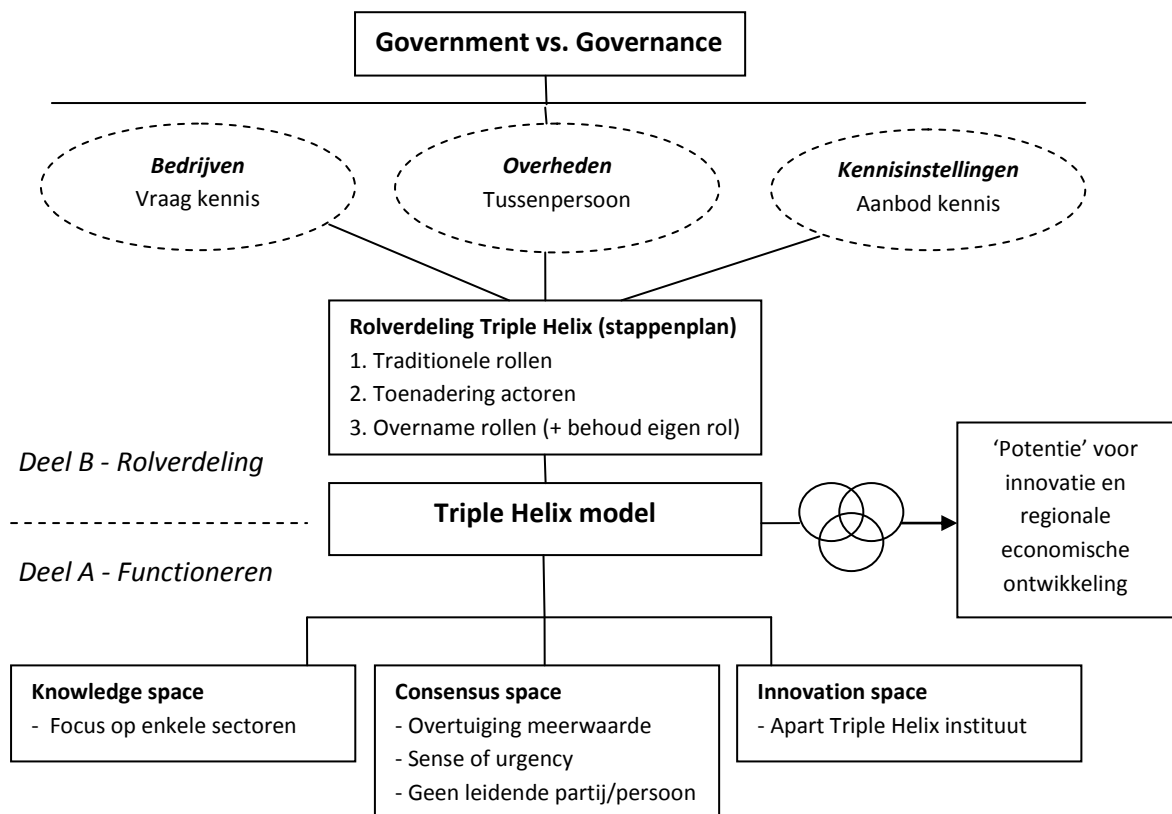 Government vs. Governance
Bedrijven
Vraag kennis
Overheden
Tussenpersoon
Kennisinstellingen
Aanbod kennis
Rolverdeling Triple Helix (stappenplan)
1. Traditionele rollen
2. Toenadering actoren
3. Overname rollen (+ behoud eigen rol)
Deel B - Rolverdeling
Triple Helix model
Deel A - Functioneren
‘Potentie’ voor
innovatie en
regionale
economische
ontwikkeling
Knowledge space
- Focus op enkele sectoren
Consensus space
- Overtuiging meerwaarde
- Sense of urgency
- Geen leidende partij/persoon
Innovation space
- Apart Triple Helix instituut